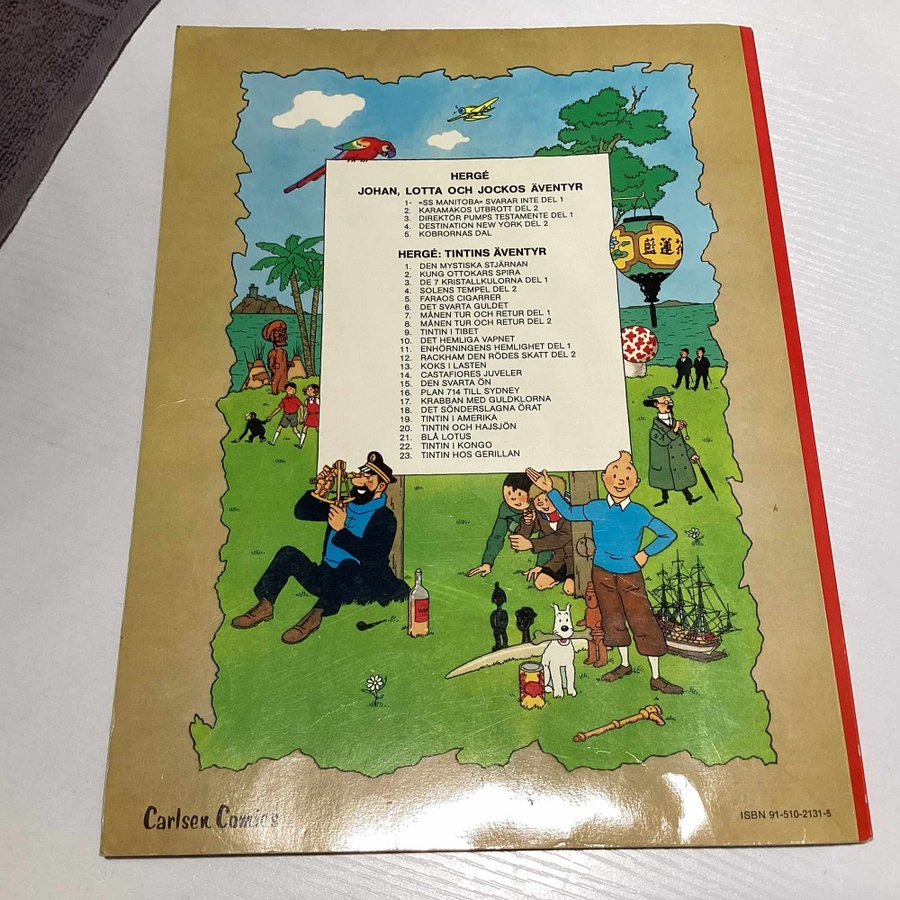 HERGÉ
JOHAN, LOTTA OCH JOCKOS ÄVENTYR
1- »SS MANITOBA« SVARAR INTE DEL 1
2. KARAMAKOS UTBROTT DEL 2
3. DIREKTÖR PUMPS TESTAMENTE DEL 1
4. DESTINATION NEW YORK DEL 2
5. KOBRORNAS DAL
HERGÉ: TINTINS ÄVENTYR
1. DEN MYSTISKA STJÄRNAN
2. KUNG OTTOKARS SPIRA
3. DE 7 KRISTALLKULORNA DEL 1
4. SOLENS TEMPEL DEL 2
5. FARAOS CIGARRER
6. DET SVARTA GULDET
7. MÅNEN TUR OCH RETUR DEL 1
8. MÅNEN TUR OCH RETUR DEL 2
9. TINTIN I TIBET
10. DET HEMLIGA VAPNET
11. ENHÖRNINGENS HEMLIGHET DEL 1
12. RACKHAM DEN RÖDES SKATT DEL 2
13. KOKS I LASTEN
14. CASTAFIORES JUVELER
15. DEN SVARTA ÖN
16. PLAN 714 TILL SYDNEY
17. KRABBAN MED GULDKLORNA
18. DET SÖNDERSLAGNA ÖRAT
19. TINTIN I AMERIKA
20. TINTIN OCH HAJSJÖN
21. BLÅ LOTUS
22. TINTIN I KONGO
23. TINTIN HOS GERILLAN
藍蓮花
Carlsen Comics
ISBN 91-510-2131-5